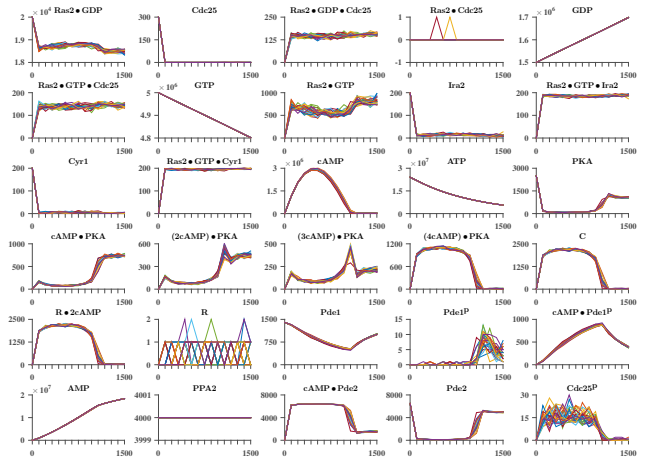 Ras2•GDP Cdc25 Ras2•GDP•Cdc25 Ras2•Cdc25 GDP
2 ×10⁴ 300 250 1 1.7 ×10⁶
1.9 200 0 1.6
1.8 100 125 -1 1.5
0 1500 0 1500 0 1500 0 1500 0 1500
Ras2•GTP•Cdc25 GTP Ras2•GTP Ira2 Ras2•GTP•Ira2
200 5 ×10⁶ 1000 200 200
100 4.9 500 100 100
0 4.8 0 0 0
0 1500 0 1500 0 1500 0 1500 0 1500
Cyr1 Ras2•GTP•Cyr1 cAMP ATP PKA
200 200 3 ×10⁶ 3 ×10⁷ 3000
100 100 2 2 2000
0 0 1 1 1000
0 0 0
0 1500 0 1500 0 1500 0 1500 0 1500
cAMP•PKA (2cAMP)•PKA (3cAMP)•PKA (4cAMP)•PKA C
1000 600 500 1200 2500
500 300 250 600 1250
0 0 0 0 0
0 1500 0 1500 0 1500 0 1500 0 1500
R•2cAMP R Pde1 Pde1ᵖ cAMP•Pde1ᵖ
2500 2 1400 15 1000
1250 1 700 10 500
0 0 0 5 0
0
0 1500 0 1500 0 1500 0 1500 0 1500
AMP PPA2 cAMP•Pde2 Pde2 Cdc25ᵖ
2 ×10⁷ 4001 8000 6000 30
1 4000 4000 3000 15
0 3999 0 0 0
0 1500 0 1500 0 1500 0 1500 0 1500